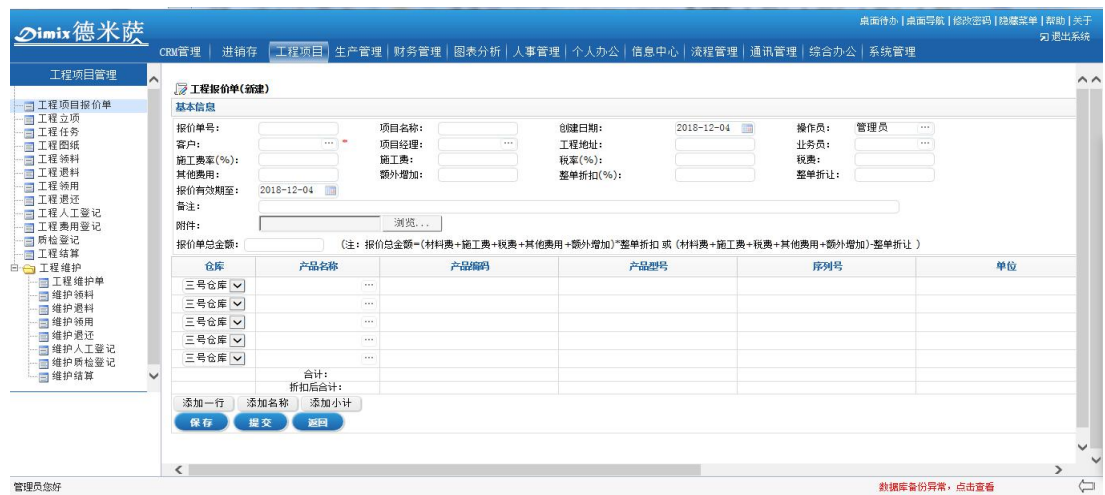 桌面待办 | 桌面导航 | 修改密码 | 隐藏菜单 | 帮助 | 关于
Dimix德米萨
退出系统
CRM管理 | 进销存 | 工程项目 | 生产管理 | 财务管理 | 图表分析 | 人事管理 | 个人办公 | 信息中心 | 流程管理 | 通讯管理 | 综合办公 | 系统管理
工程项目管理
工程项目报价单
工程立项
工程任务
工程图纸
工程领料
工程退料
工程领用
工程退还
工程人工登记
工程费用登记
质检登记
工程结算
工程维护
工程维护单
维护领料
维护退料
维护领用
维护退还
维护人工登记
维护质检登记
维护结算
工程报价单(新建)
基本信息
报价单号: 项目名称: 创建日期: 2018-12-04 操作员: 管理员 ...
客户: ... * 项目经理: ... 工程地址: 业务员: ...
施工费率(%): 施工费: 税率(%): 税费:
其他费用: 额外增加: 整单折扣(%): 整单折让:
报价有效期至: 2018-12-04
备注:
附件: 浏览...
报价单总金额: (注: 报价总金额=(材料费+施工费+税费+其他费用+额外增加)*整单折扣 或 (材料费+施工费+税费+其他费用+额外增加)-整单折让 )
仓库 产品名称 产品编码 产品型号 序列号 单位
三号仓库 ...
三号仓库 ...
三号仓库 ...
三号仓库 ...
三号仓库 ...
合计:
折扣后合计:
添加一行 添加名称 添加小计
保存 提交 返回
管理员您好 数据库备份异常，点击查看